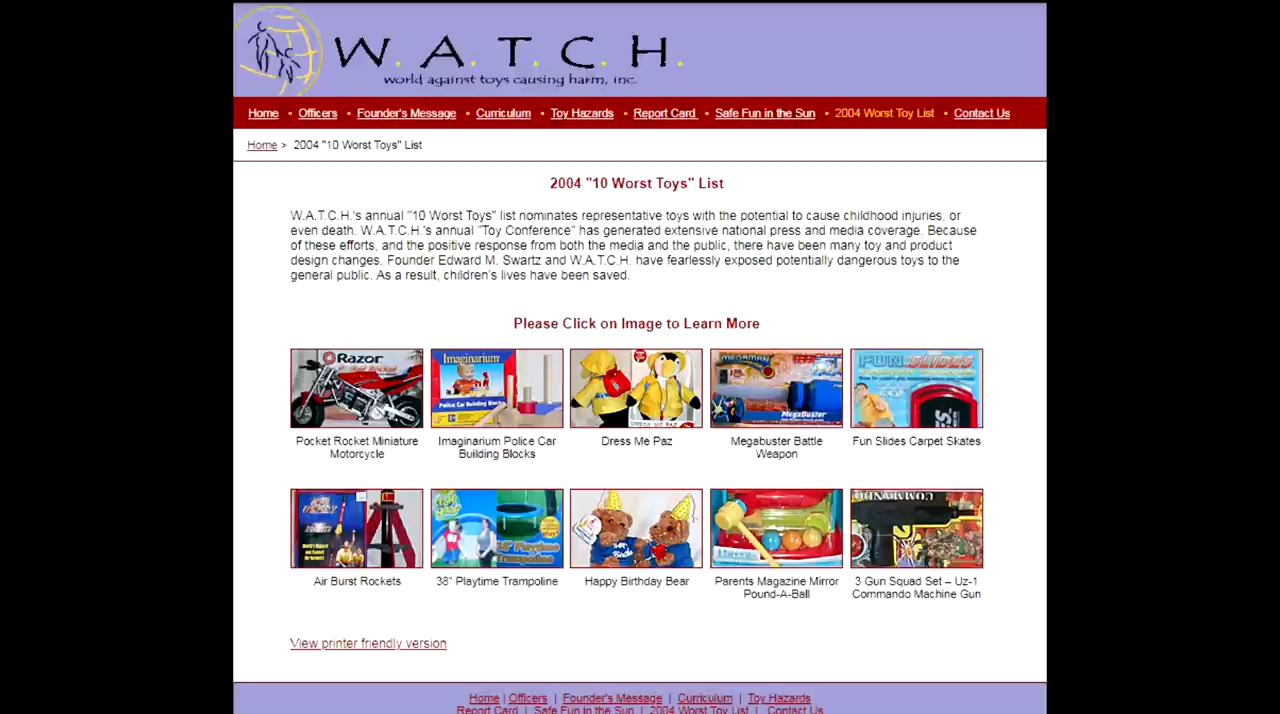 W.A.T.C.H.
world against toys causing harm, inc.
Home • Officers • Founder's Message • Curriculum • Toy Hazards • Report Card • Safe Fun in the Sun • 2004 Worst Toy List • Contact Us
Home > 2004 "10 Worst Toys" List
2004 "10 Worst Toys" List
W.A.T.C.H.'s annual "10 Worst Toys" list nominates representative toys with the potential to cause childhood injuries, or
even death. W.A.T.C.H.'s annual "Toy Conference" has generated extensive national press and media coverage. Because
of these efforts, and the positive response from both the media and the public, there have been many toy and product
design changes. Founder Edward M. Swartz and W.A.T.C.H. have fearlessly exposed potentially dangerous toys to the
general public. As a result, children's lives have been saved.
Please Click on Image to Learn More
Razor
Imaginarium
Police Car Building Blocks
DRESS ME PAZ
MEGAMAN
MegaBuster
FUN SLIDES
Pocket Rocket Miniature
Motorcycle
Imaginarium Police Car
Building Blocks
Dress Me Paz
Megabuster Battle
Weapon
Fun Slides Carpet Skates
COMMANDO
Air Burst Rockets
38" Playtime Trampoline
Happy Birthday Bear
Parents Magazine Mirror
Pound-A-Ball
3 Gun Squad Set – Uz-1
Commando Machine Gun
View printer friendly version
Home | Officers | Founder's Message | Curriculum | Toy Hazards
Report Card | Safe Fun in the Sun | 2004 Worst Toy List | Contact Us